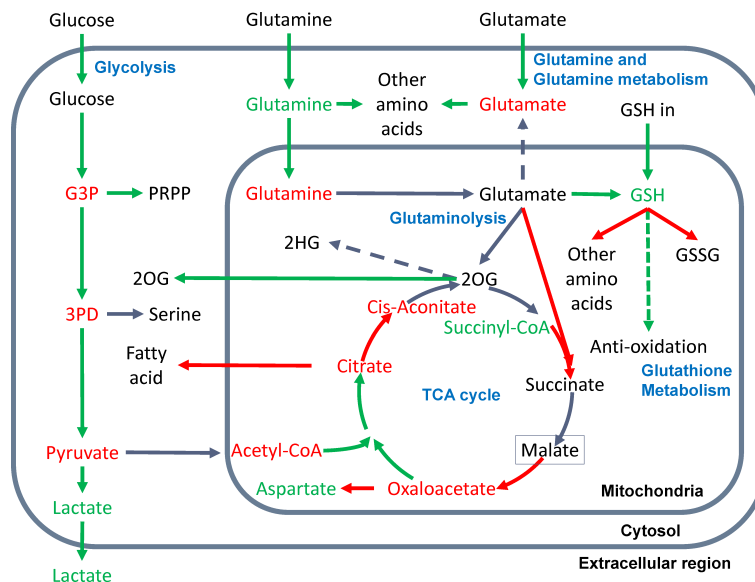 Glucose
Glutamine
Glutamate
Glycolysis
Glutamine and
Glutamine metabolism
Glucose
Glutamine
Other
amino
acids
Glutamate
GSH in
G3P
PRPP
Glutamine
Glutamate
GSH
Glutaminolysis
2HG
Other
amino
acids
GSSG
2OG
2OG
Cis-Aconitate
3PD
Serine
Succinyl-CoA
Anti-oxidation
Fatty
acid
Citrate
Glutathione
Metabolism
TCA cycle
Succinate
Pyruvate
Acetyl-CoA
Malate
Aspartate
Oxaloacetate
Mitochondria
Lactate
Cytosol
Extracellular region
Lactate